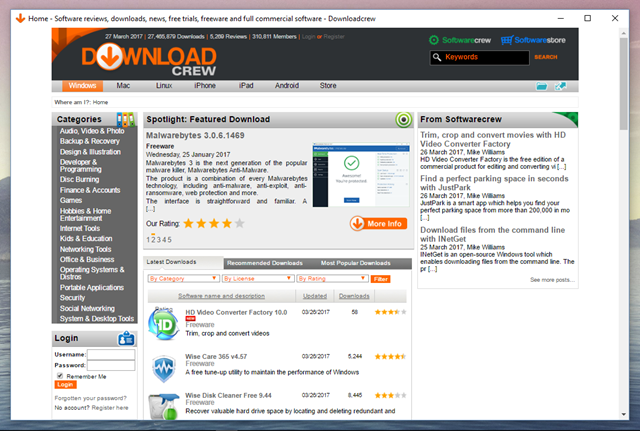 Home - Software reviews, downloads, news, free trials, freeware and full commercial software - Downloadcrew
27 March 2017 | 27,465,879 Downloads | 5,269 Reviews | 310,811 Members | Login or Register
DOWNLOAD
CREW
Softwarecrew
Softwarestore
Keywords
SEARCH
Windows
Mac
Linux
iPhone
iPad
Android
Store
Where am I?: Home
Categories
Audio, Video & Photo
Backup & Recovery
Design & Illustration
Developer &
Programming
Disc Burning
Finance & Accounts
Games
Hobbies & Home
Entertainment
Internet Tools
Kids & Education
Networking Tools
Office & Business
Operating Systems &
Distros
Portable Applications
Security
Social Networking
System & Desktop Tools
Login
Username:
Password:
Remember Me
Login
Forgotten your password?
No account? Register here
Spotlight: Featured Download
Malwarebytes 3.0.6.1469
Freeware
Wednesday, 25 January 2017
Malwarebytes 3 is the next generation of the popular
malware killer, Malwarebytes Anti-Malware.
The product is a combination of every Malwarebytes
technology, including anti-malware, anti-exploit, anti-
ransomware, web protection and more.
The interface is straightforward and familiar. A
[...]
Awesome!
Our Rating:
More Info
1 2 3 4 5
Latest Downloads
Recommended Downloads
Most Popular Downloads
By Category
By License
By Rating
Filter
Software name and description
Updated
Downloads
Rating
HD Video Converter Factory 10.0
03/26/2017
58
NEW
Freeware
Trim, crop and convert videos
Wise Care 365 v4.57
03/26/2017
5,244
Freeware
A free tune-up utility to maintain the performance of Windows
Wise Disk Cleaner Free 9.44
03/26/2017
8,445
Freeware
Recover valuable hard drive space by locating and deleting redundant and
From Softwarecrew
Trim, crop and convert movies with HD
Video Converter Factory
26 March 2017, Mike Williams
HD Video Converter Factory is the free edition of a
commercial product for editing and converting vi [...]
Find a perfect parking space in seconds
with JustPark
26 March 2017, Mike Williams
JustPark is a smart app which helps you find your
perfect parking space from more than 200,000 in mo
[...]
Download files from the command line
with INetGet
25 March 2017, Mike Williams
INetGet is an open-source Windows tool which
enables downloading files from the command line. The
pr [...]
See more posts...